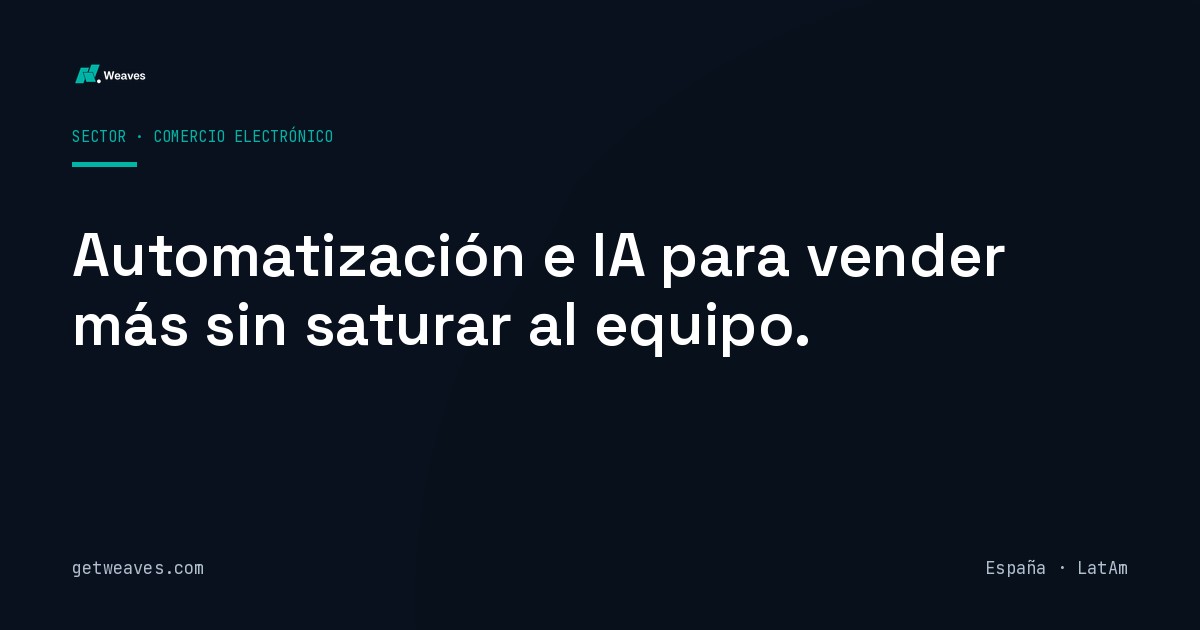 Weaves
SECTOR · COMERCIO ELECTRÓNICO
Automatización e IA para vender
más sin saturar al equipo.
getweaves.com
España · LatAm